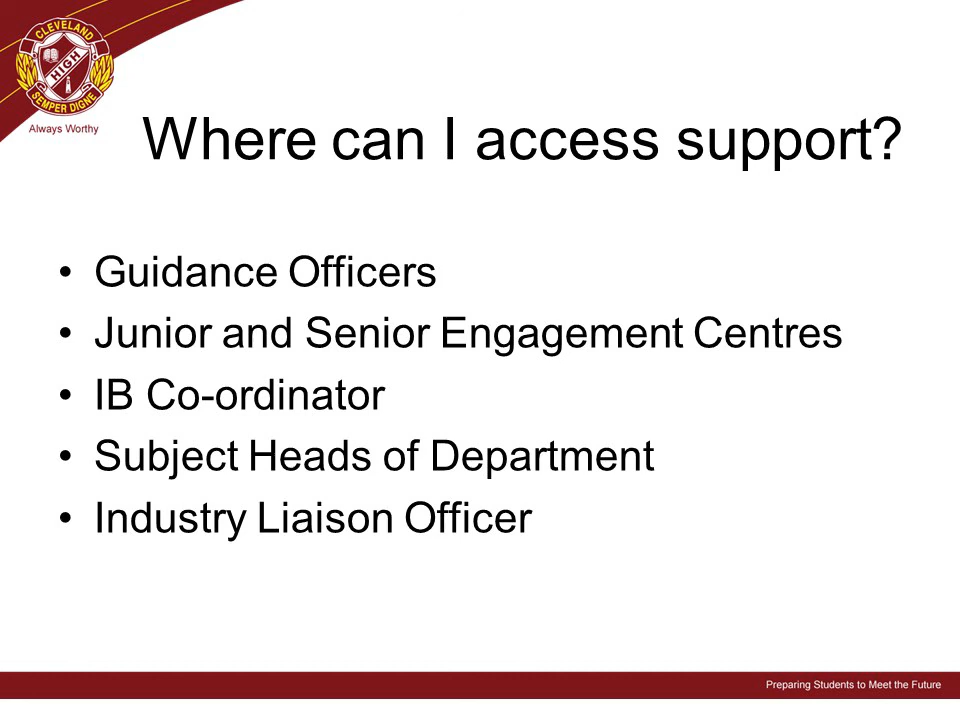 CLEVELAND
HIGH
SEMPER DIGNE
Always Worthy
Where can I access support?
• Guidance Officers
• Junior and Senior Engagement Centres
• IB Co-ordinator
• Subject Heads of Department
• Industry Liaison Officer
Preparing Students to Meet the Future